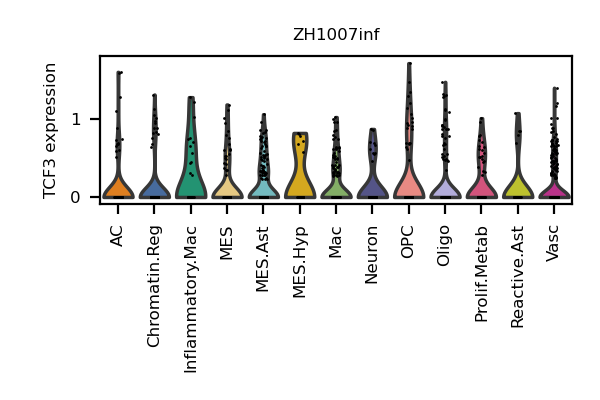 ZH1007inf
TCF3 expression
1
0
AC
Chromatin.Reg
Inflammatory.Mac
MES
MES.Ast
MES.Hyp
Mac
Neuron
OPC
Oligo
Prolif.Metab
Reactive.Ast
Vasc